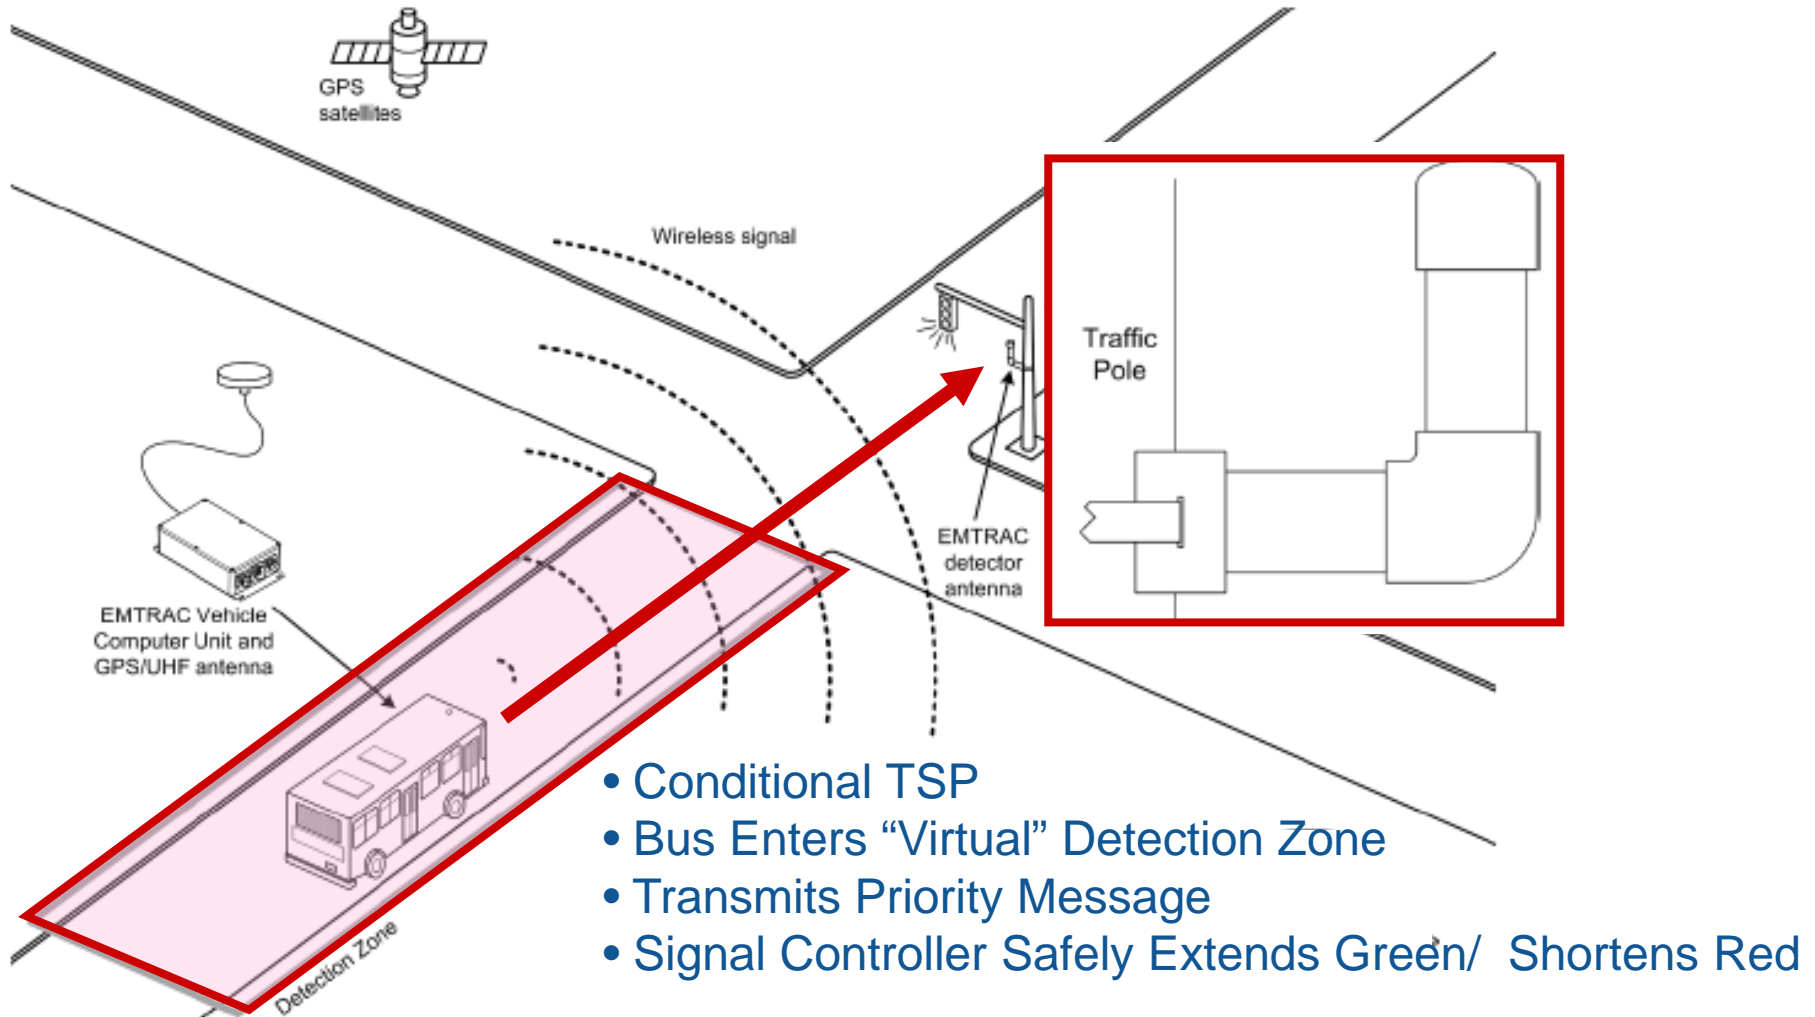 GPS
satellites
Wireless signal
Traffic
Pole
EMTRAC
detector
antenna
EMTRAC Vehicle
Computer Unit and
GPS/UHF antenna
Detection Zone
• Conditional TSP
• Bus Enters “Virtual” Detection Zone
• Transmits Priority Message
• Signal Controller Safely Extends Green/ Shortens Red